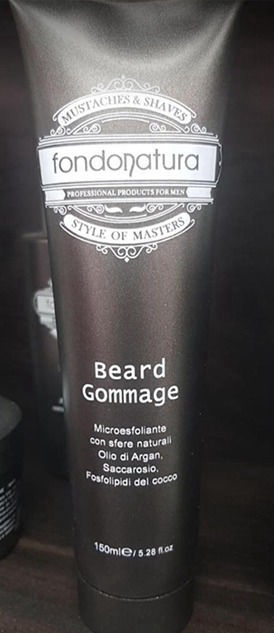 MUSTACHES & SHAVES
fondonatura
PROFESSIONAL PRODUCTS FOR MEN
STYLE OF MASTERS
Beard
Gommage
Microesfoliante
con sfere naturali
Olio di Argan,
Saccarosio,
Fosfolipidi del cocco
150ml℮/5.28 fl.oz